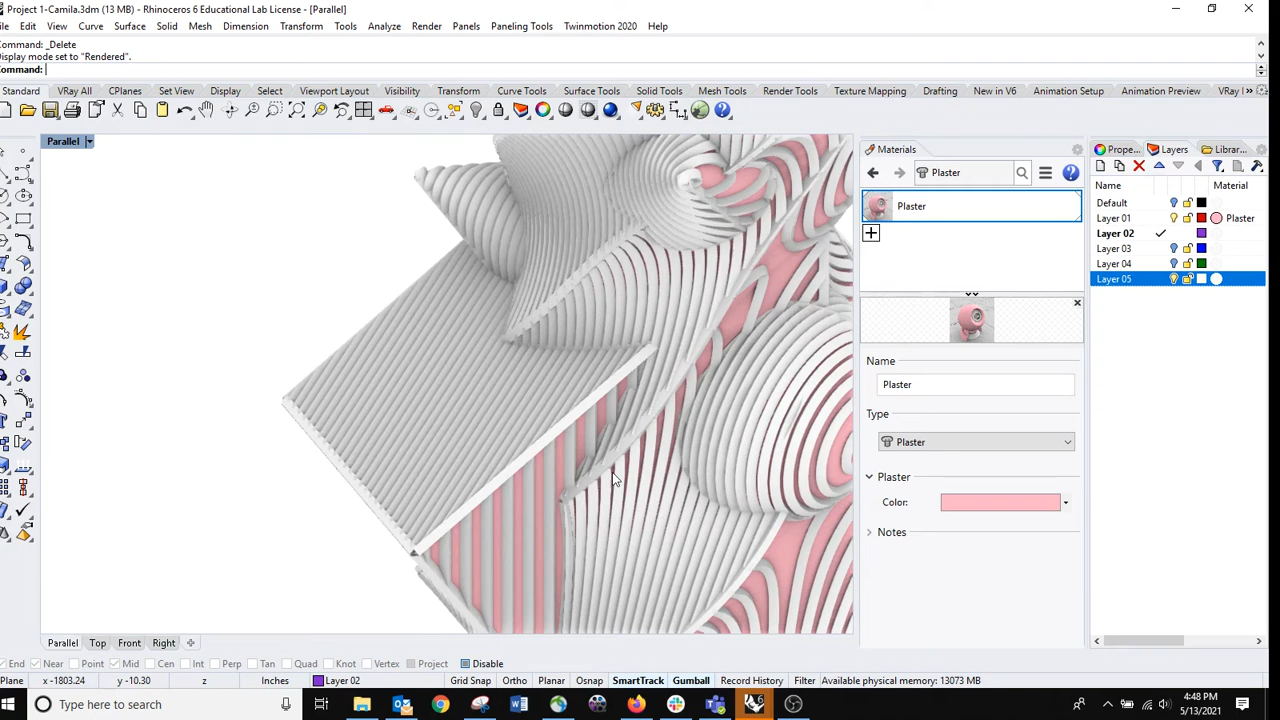 Project 1-Camila.3dm (13 MB) - Rhinoceros 6 Educational Lab License - [Parallel]
File Edit View Curve Surface Solid Mesh Dimension Transform Tools Analyze Render Panels Paneling Tools Twinmotion 2020 Help
Command: _Delete
Display mode set to "Rendered".
Command:
Standard VRay All CPlanes Set View Display Select Viewport Layout Visibility Transform Curve Tools Surface Tools Solid Tools Mesh Tools Render Tools Texture Mapping Drafting New in V6 Animation Setup Animation Preview VRay l »
Parallel
Materials
Plaster
Plaster
Name
Plaster
Type
Plaster
Plaster
Color:
Notes
Prope... Layers Librar...
Name Material
Default
Layer 01 Plaster
Layer 02
Layer 03
Layer 04
Layer 05
Parallel Top Front Right
End Near Point Mid Cen Int Perp Tan Quad Knot Vertex Project Disable
Plane x -1803.24 y -10.30 z Inches Layer 02 Grid Snap Ortho Planar Osnap SmartTrack Gumball Record History Filter Available physical memory: 13073 MB
Type here to search
4:48 PM
5/13/2021